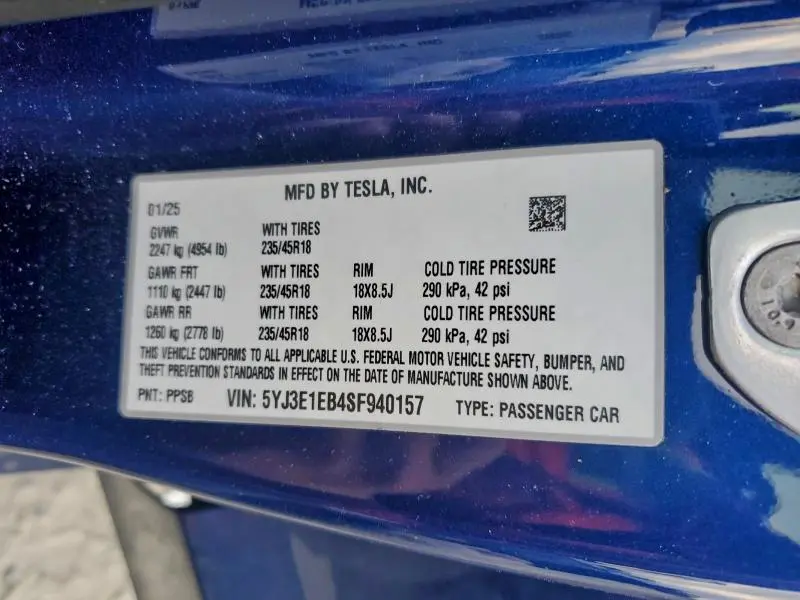 MFD BY TESLA, INC.
01/25
GVWR WITH TIRES
2247 kg (4954 lb) 235/45R18
GAWR FRT WITH TIRES RIM COLD TIRE PRESSURE
1110 kg (2447 lb) 235/45R18 18X8.5J 290 kPa, 42 psi
GAWR RR WITH TIRES RIM COLD TIRE PRESSURE
1260 kg (2778 lb) 235/45R18 18X8.5J 290 kPa, 42 psi
THIS VEHICLE CONFORMS TO ALL APPLICABLE U.S. FEDERAL MOTOR VEHICLE SAFETY, BUMPER, AND
THEFT PREVENTION STANDARDS IN EFFECT ON THE DATE OF MANUFACTURE SHOWN ABOVE.
PNT: PPSB VIN: 5YJ3E1EB4SF940157 TYPE: PASSENGER CAR